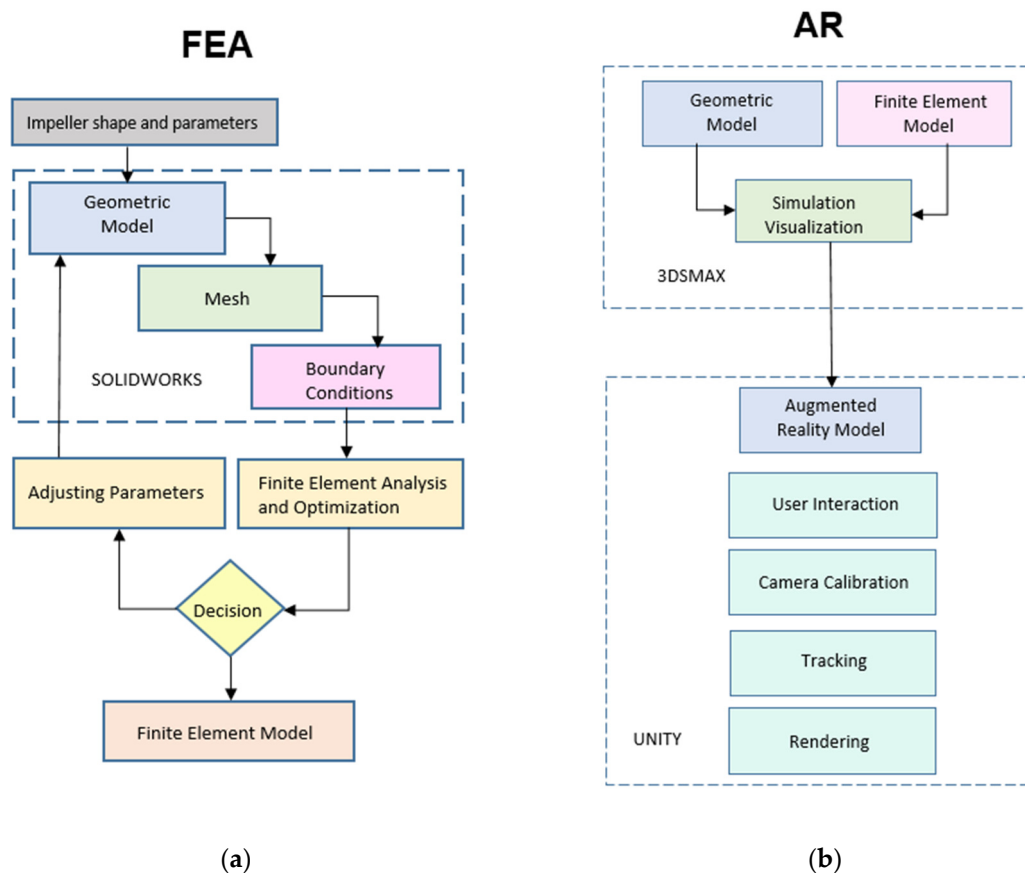 FEA
Impeller shape and parameters
Geometric
Model
Mesh
SOLIDWORKS
Boundary
Conditions
Adjusting Parameters
Finite Element Analysis
and Optimization
Decision
Finite Element Model
(a)
AR
Geometric
Model
Finite Element
Model
Simulation
Visualization
3DSMAX
Augmented
Reality Model
User Interaction
Camera Calibration
Tracking
UNITY
Rendering
(b)